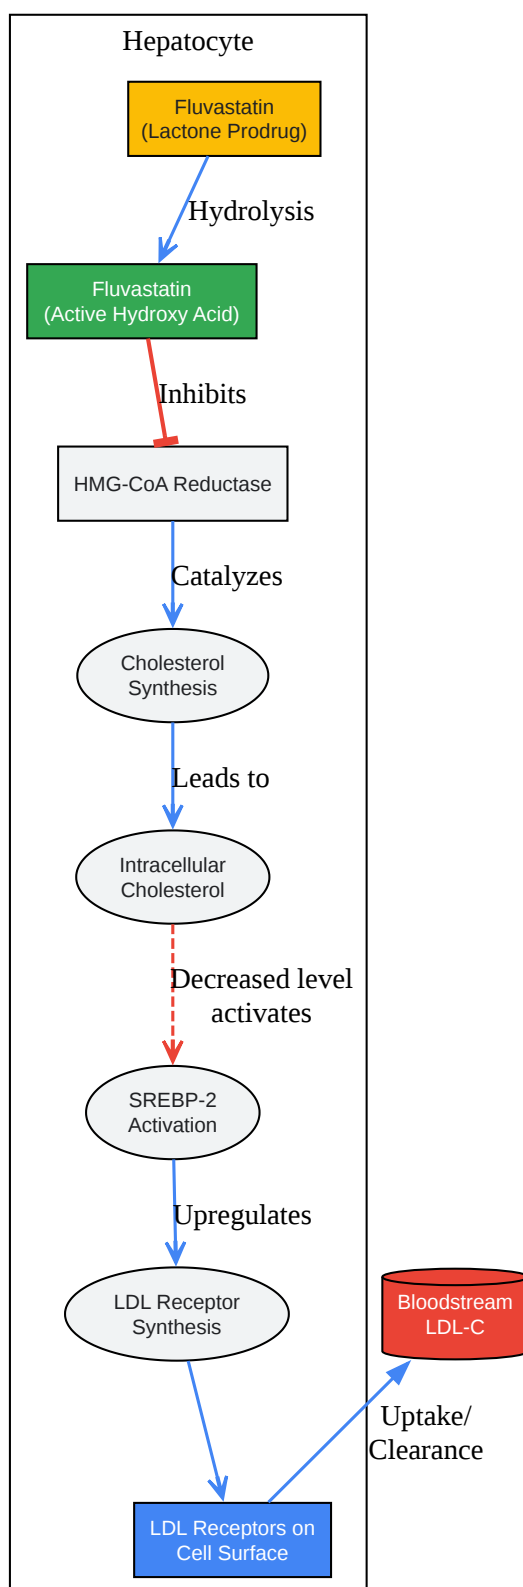 Hepatocyte
Fluvastatin
(Lactone Prodrug)
Hydrolysis
Fluvastatin
(Active Hydroxy Acid)
Inhibits
HMG-CoA Reductase
Catalyzes
Cholesterol
Synthesis
Leads to
Intracellular
Cholesterol
Decreased level
activates
SREBP-2
Activation
Upregulates
LDL Receptor
Synthesis
Bloodstream
LDL-C
Uptake/
Clearance
LDL Receptors on
Cell Surface